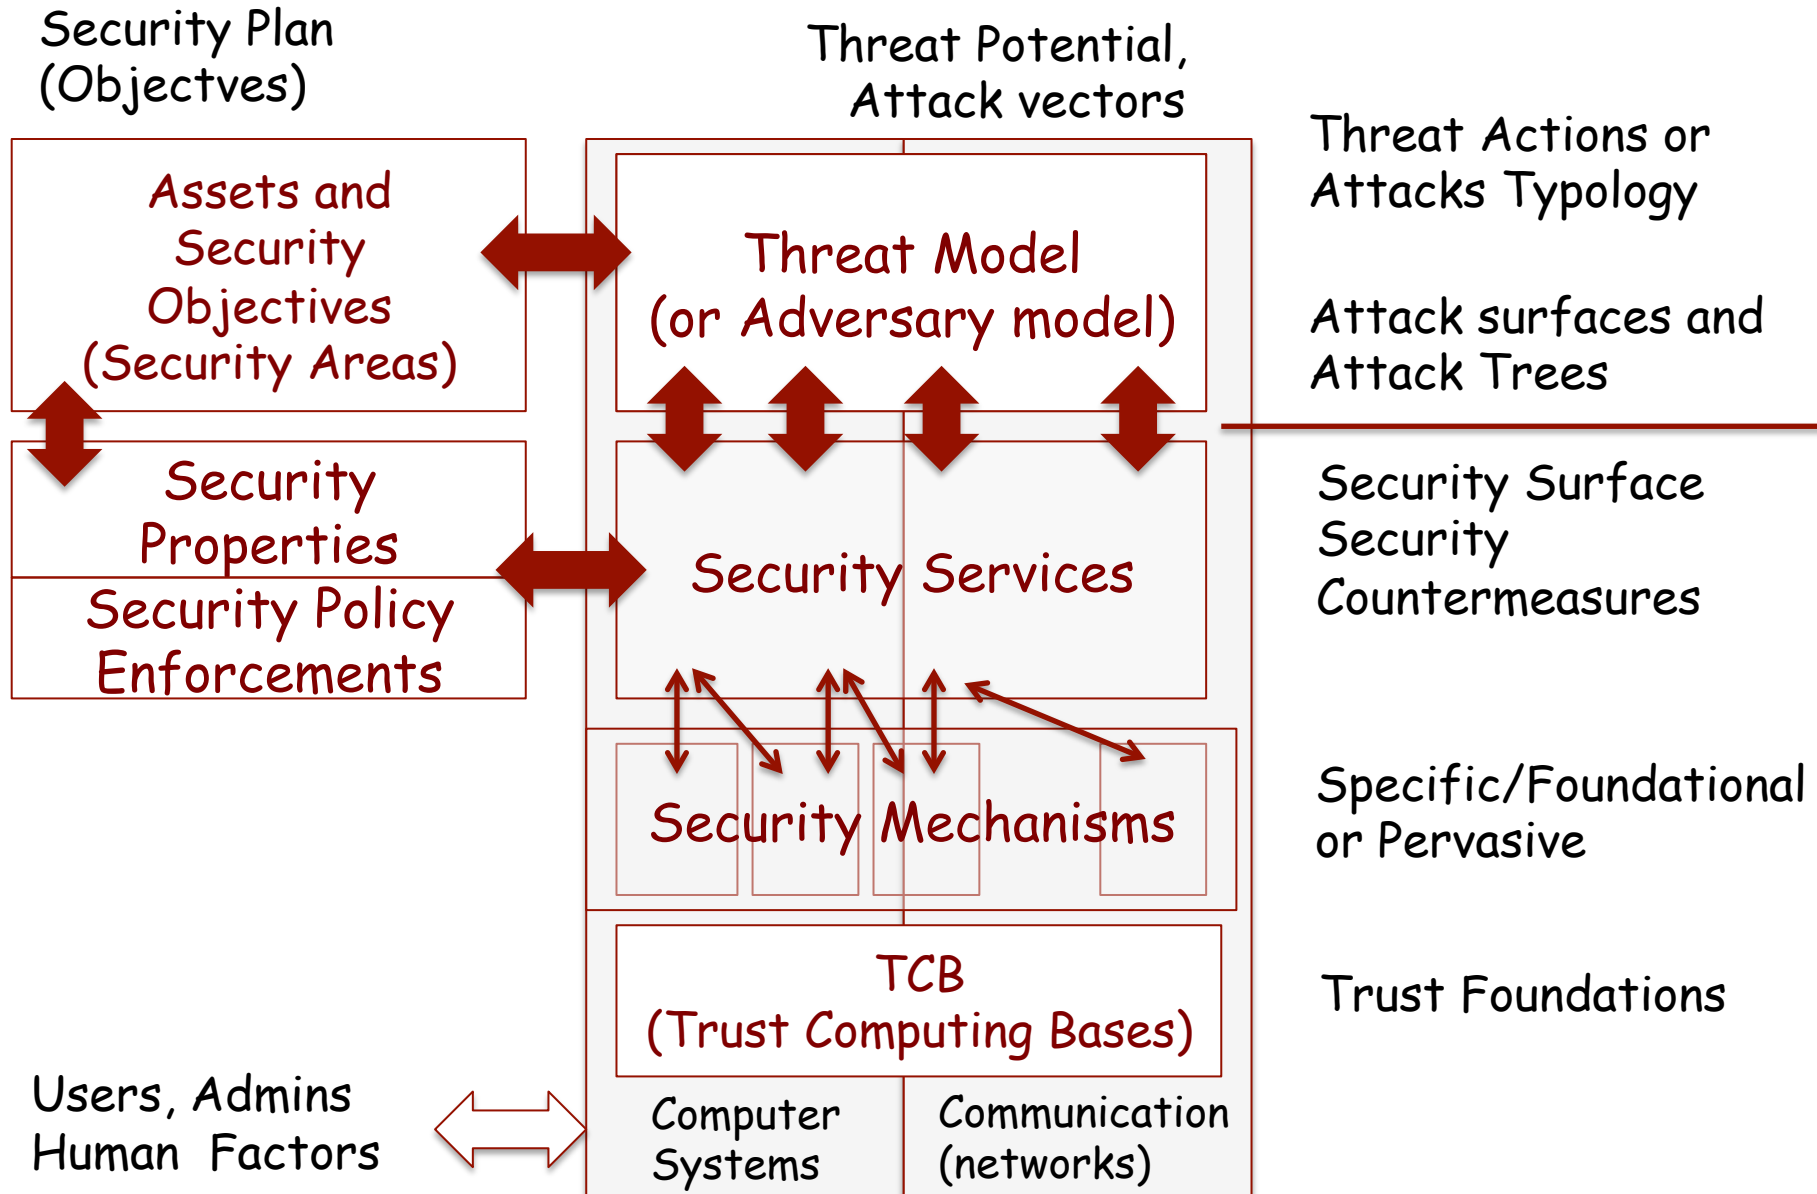 Security Plan
(Objectves)
Threat Potential,
Attack vectors
Assets and
Security
Objectives
(Security Areas)
Threat Model
(or Adversary model)
Threat Actions or
Attacks Typology
Attack surfaces and
Attack Trees
Security
Properties
Security Policy
Enforcements
Security Services
Security Surface
Security
Countermeasures
Security Mechanisms
Specific/Foundational
or Pervasive
TCB
(Trust Computing Bases)
Trust Foundations
Users, Admins
Human Factors
Computer
Systems
Communication
(networks)